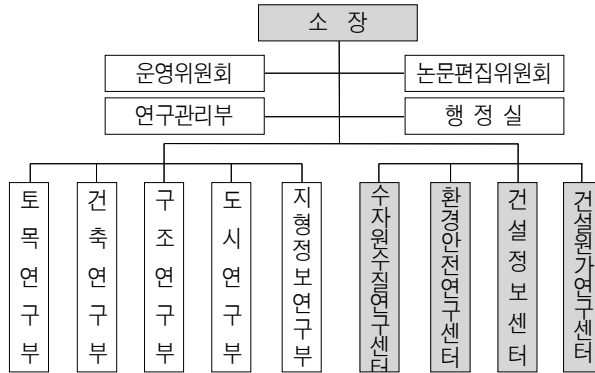 소 장
운영위원회
논문편집위원회
연구관리부
행 정 실
토목연구부
건축연구부
구조연구부
도시연구부
지형정보연구부
수자원수질연구센터
환경안전연구센터
건설정보센터
건설원가연구센터